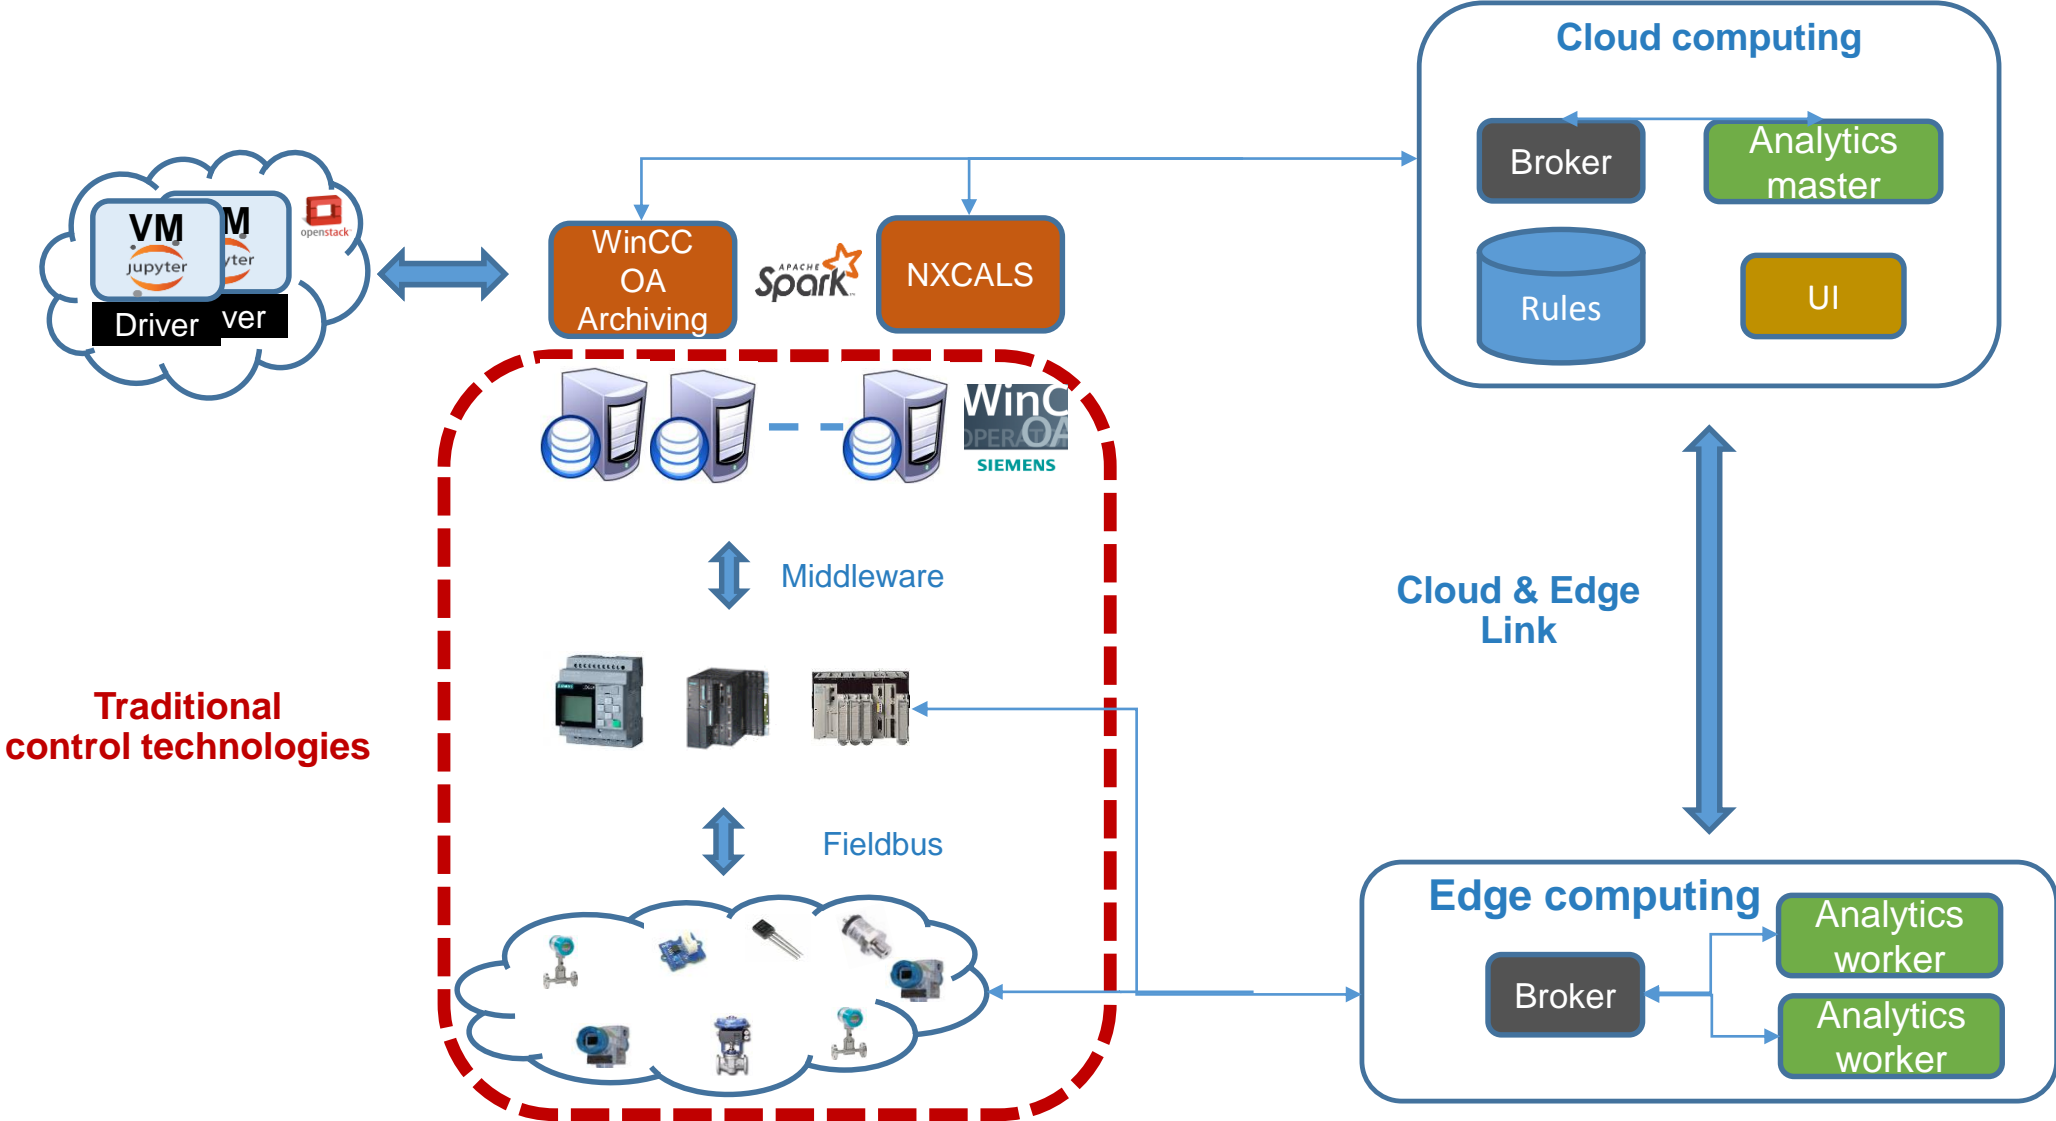 Cloud computing
Broker
Analytics
master
Rules
UI
VM
M
jupyter
yter
openstack
Driver
ver
WinCC
OA
Archiving
APACHE
Spark
NXCALS
WinC
OA
OPERAT
SIEMENS
Middleware
Cloud & Edge
Link
Traditional
control technologies
Fieldbus
Edge computing
Analytics
worker
Broker
Analytics
worker